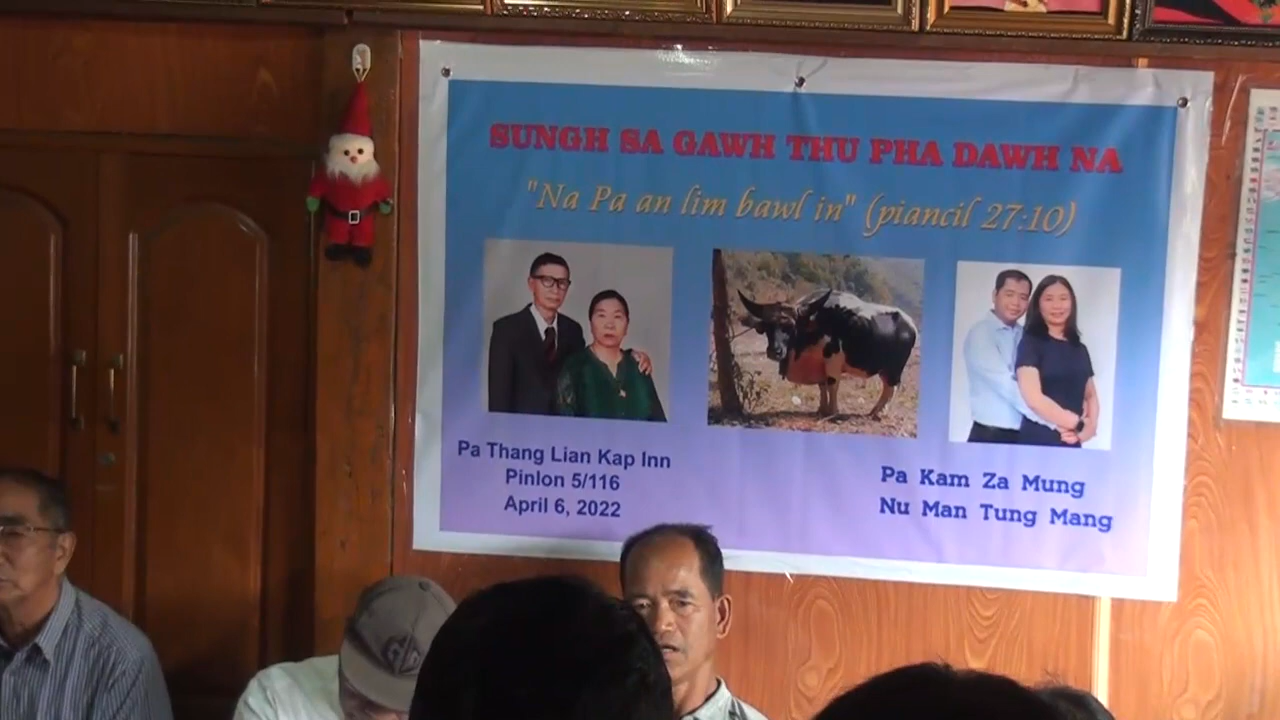 SUNGH SA GAWH THU PHA DAWH NA
"Na Pa an lim bawl in" (piancil 27:10)
Pa Thang Lian Kap Inn
Pinlon 5/116
April 6, 2022
Pa Kam Za Mung
Nu Man Tung Mang